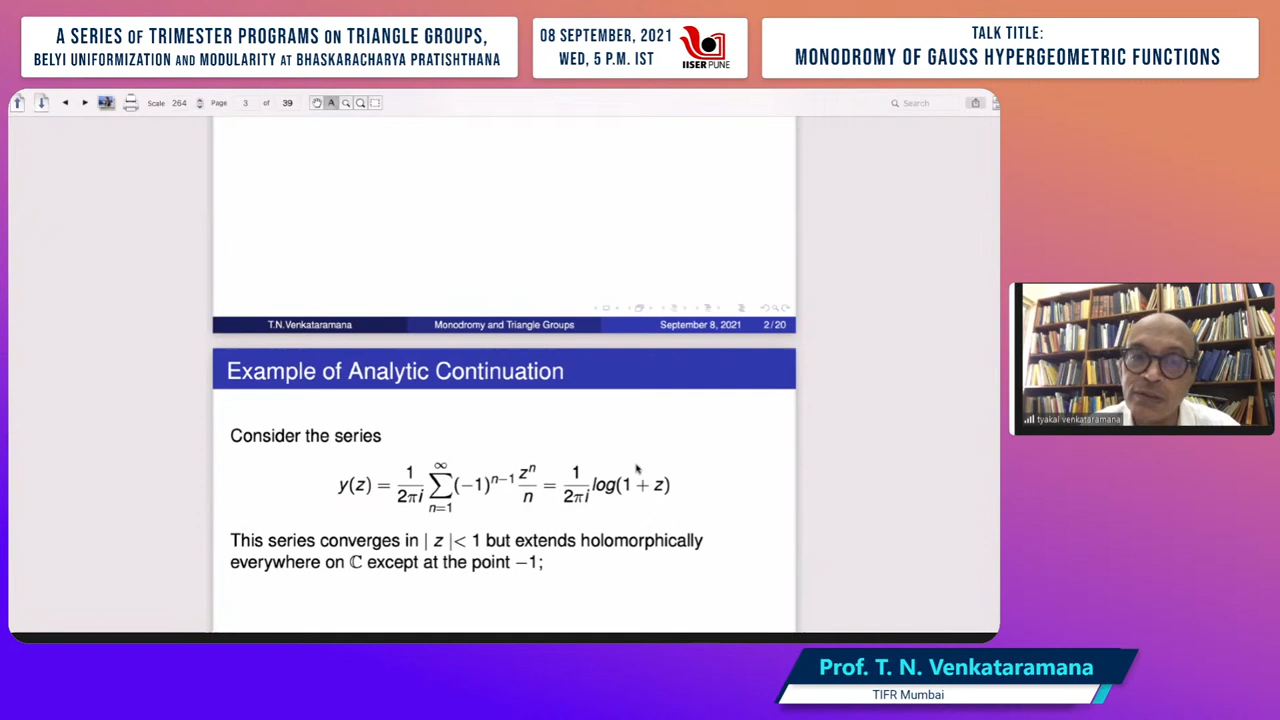 A SERIES OF TRIMESTER PROGRAMS ON TRIANGLE GROUPS,
BELYI UNIFORMIZATION AND MODULARITY AT BHASKARACHARYA PRATISHTHANA
08 SEPTEMBER, 2021
WED, 5 P.M. IST
IISER PUNE
TALK TITLE:
MONODROMY OF GAUSS HYPERGEOMETRIC FUNCTIONS
Scale 264 Page 3 of 39 A Search
T.N.Venkataramana Monodromy and Triangle Groups September 8, 2021 2/20
Example of Analytic Continuation
Consider the series
y(z) = \frac{1}{2πi} \sum_{n=1}^{∞} (−1)^{n−1} \frac{z^n}{n} = \frac{1}{2πi} log(1 + z)
This series converges in | z |< 1 but extends holomorphically
everywhere on ℂ except at the point −1;
tyakal venkataramana
Prof. T. N. Venkataramana
TIFR Mumbai